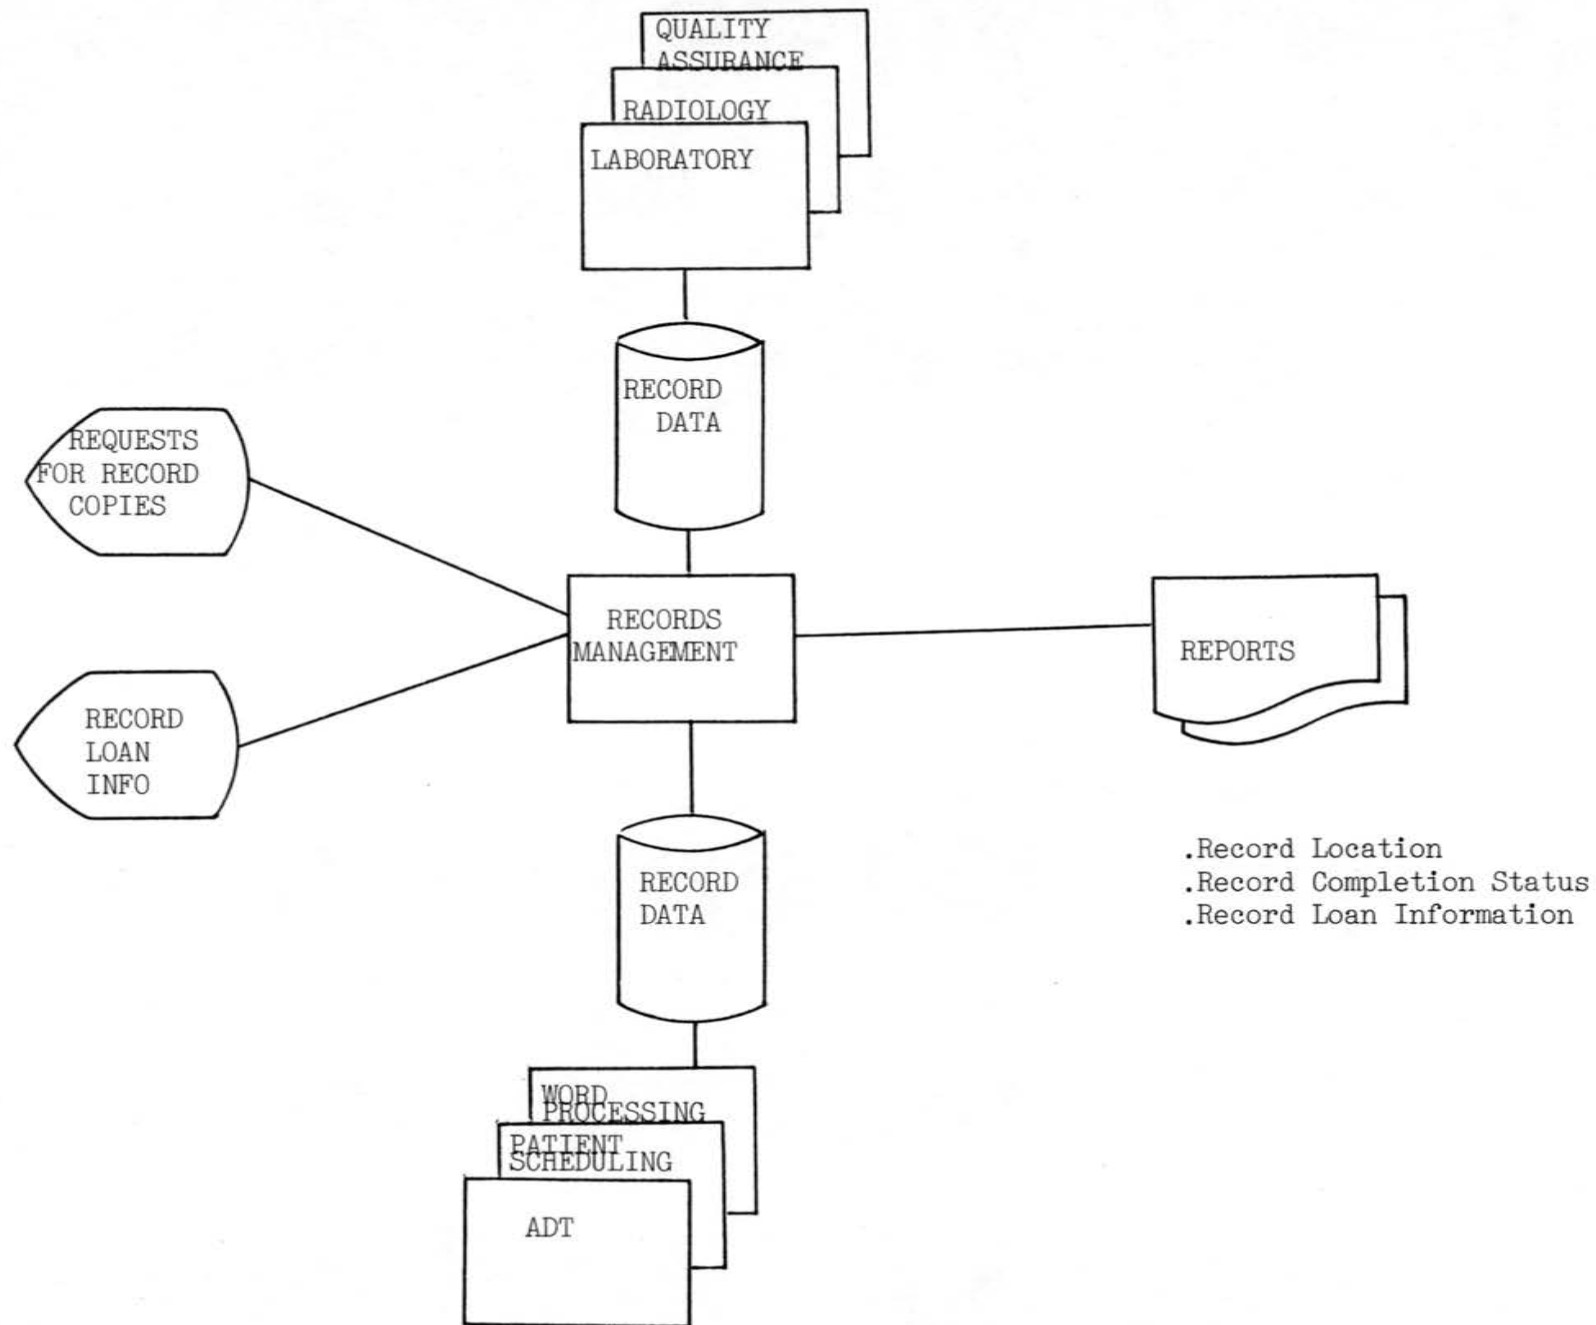 QUALITY
ASSURANCE
RADIOLOGY
LABORATORY
RECORD
DATA
REQUESTS
FOR RECORD
COPIES
RECORDS
MANAGEMENT
REPORTS
RECORD
LOAN
INFO
.Record Location
.Record Completion Status
.Record Loan Information
RECORD
DATA
WORD
PROCESSING
PATIENT
SCHEDULING
ADT